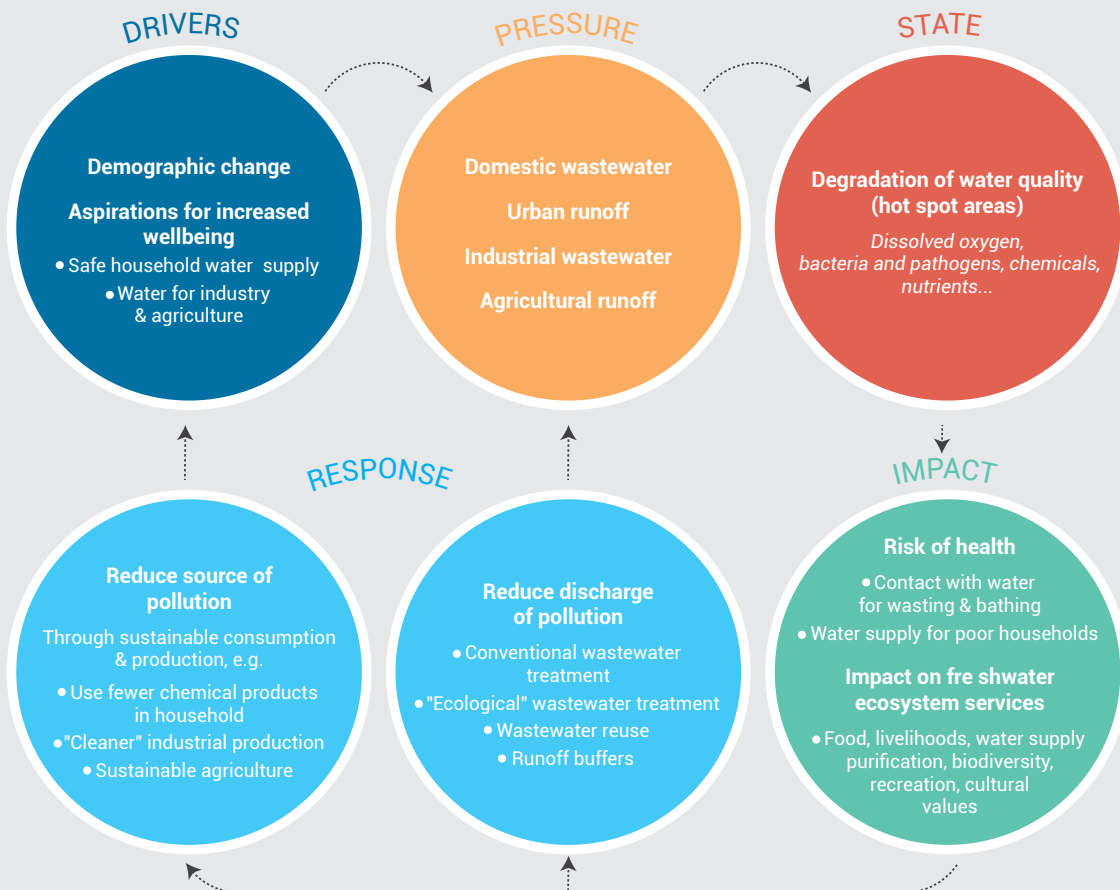 DRIVERS
Demographic change
Aspirations for increased
wellbeing
• Safe household water supply
• Water for industry
& agriculture
PRESSURE
Domestic wastewater
Urban runoff
Industrial wastewater
Agricultural runoff
STATE
Degradation of water quality
(hot spot areas)
Dissolved oxygen,
bacteria and pathogens, chemicals,
nutrients...
RESPONSE
Reduce source of
pollution
Through sustainable consumption
& production, e.g.
• Use fewer chemical products
in household
• "Cleaner" industrial production
• Sustainable agriculture
Reduce discharge
of pollution
• Conventional wastewater
treatment
• "Ecological" wastewater treatment
• Wastewater reuse
• Runoff buffers
IMPACT
Risk of health
• Contact with water
for wasting & bathing
• Water supply for poor households
Impact on fre shwater
ecosystem services
• Food, livelihoods, water supply
purification, biodiversity,
recreation, cultural
values